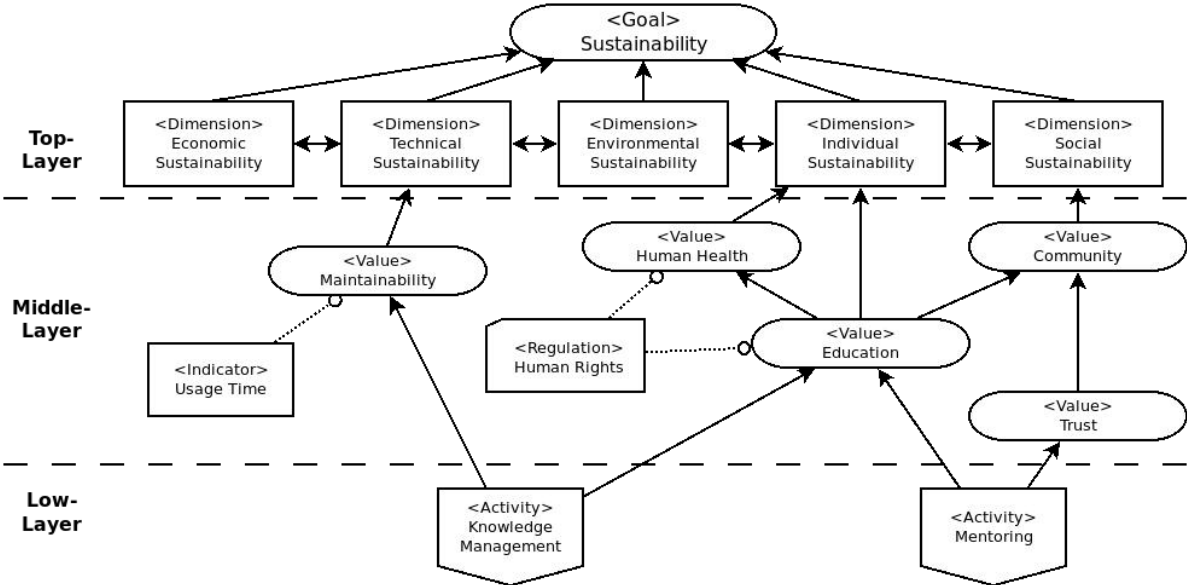 <Goal>
Sustainability
Top-
Layer
<Dimension>
Economic
Sustainability
<Dimension>
Technical
Sustainability
<Dimension>
Environmental
Sustainability
<Dimension>
Individual
Sustainability
<Dimension>
Social
Sustainability
Middle-
Layer
<Value>
Maintainability
<Value>
Human Health
<Value>
Community
<Indicator>
Usage Time
<Regulation>
Human Rights
<Value>
Education
<Value>
Trust
Low-
Layer
<Activity>
Knowledge
Management
<Activity>
Mentoring